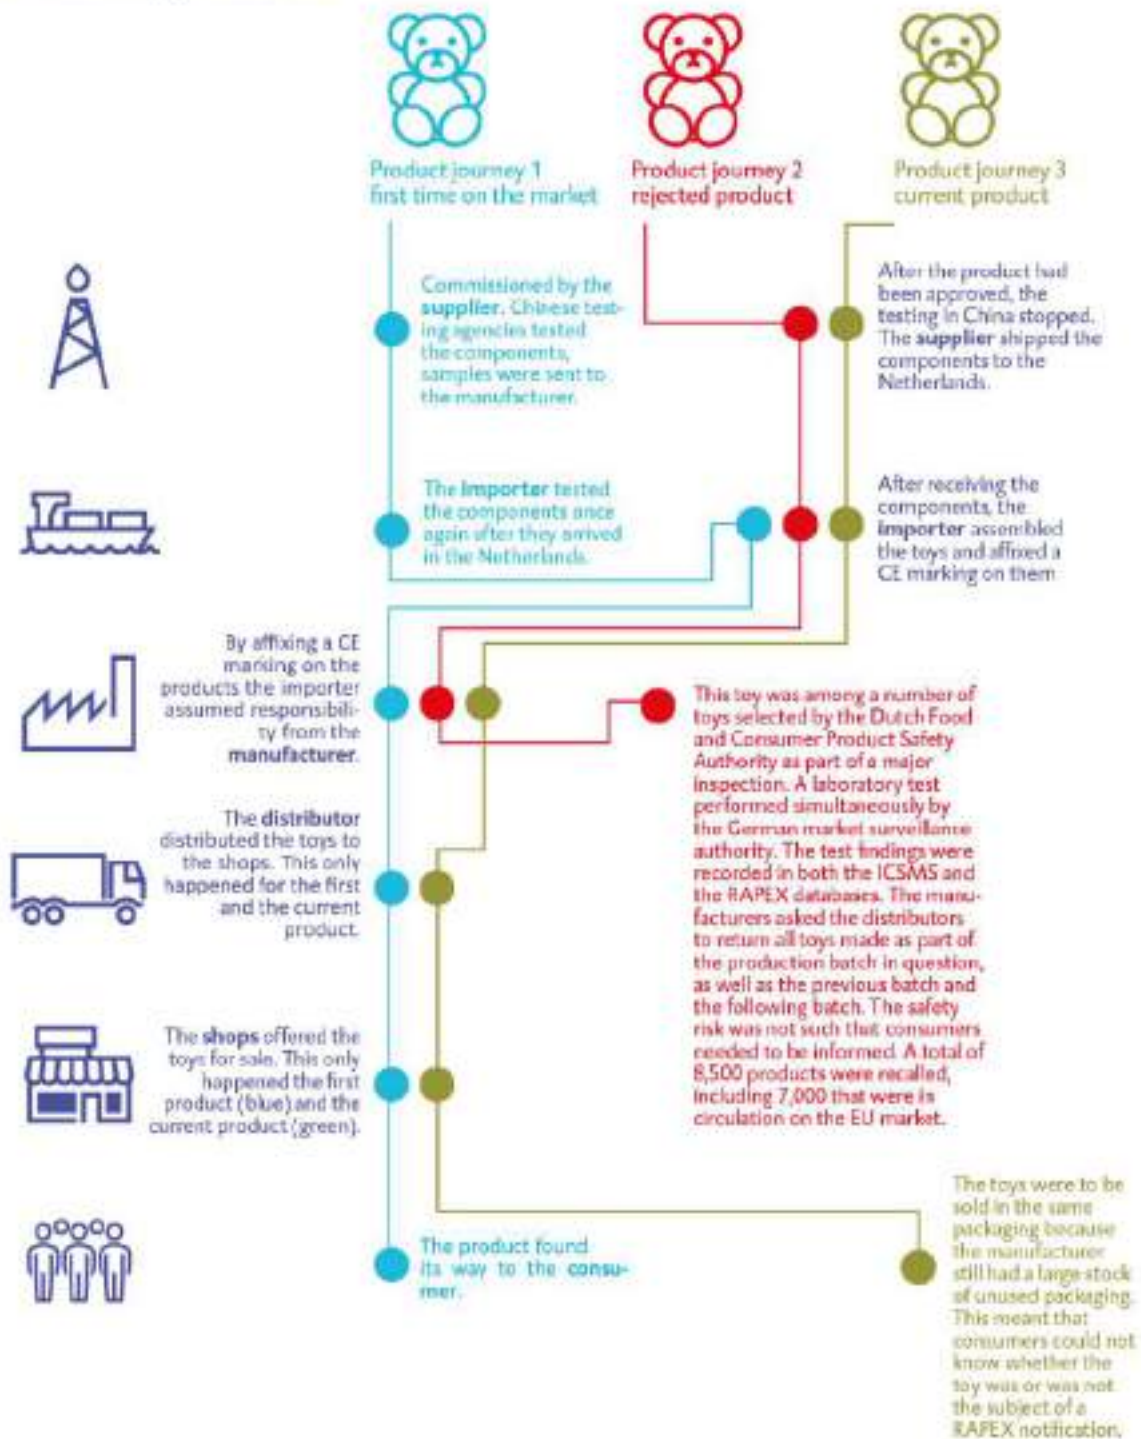 Product journey 1
first time on the market
Product journey 2
rejected product
Product journey 3
current product
Commissioned by the
supplier. Chinese test-
ing agencies tested
the components,
samples were sent to
the manufacturer.
After the product had
been approved, the
testing in China stopped.
The supplier shipped the
components to the
Netherlands.
The importer tested
the components once
again after they arrived
in the Netherlands.
After receiving the
components, the
importer assembled
the toys and affixed a
CE marking on them
By affixing a CE
marking on the
products the importer
assumed responsibili-
ty from the
manufacturer.
This toy was among a number of
toys selected by the Dutch Food
and Consumer Product Safety
Authority as part of a major
inspection. A laboratory test
performed simultaneously by
the German market surveillance
authority. The test findings were
recorded in both the ICSMS and
the RAPEX databases. The manu-
facturers asked the distributors
to return all toys made as part of
the production batch in question,
as well as the previous batch and
the following batch. The safety
risk was not such that consumers
needed to be informed. A total of
8,500 products were recalled,
including 7,000 that were in
circulation on the EU market.
The distributor
distributed the toys to
the shops. This only
happened for the first
and the current
product.
The shops offered the
toys for sale. This only
happened the first
product (blue) and the
current product (green).
The product found
its way to the consu-
mer.
The toys were to be
sold in the same
packaging because
the manufacturer
still had a large stock
of unused packaging.
This meant that
consumers could not
know whether the
toy was or was not
the subject of a
RAPEX notification.